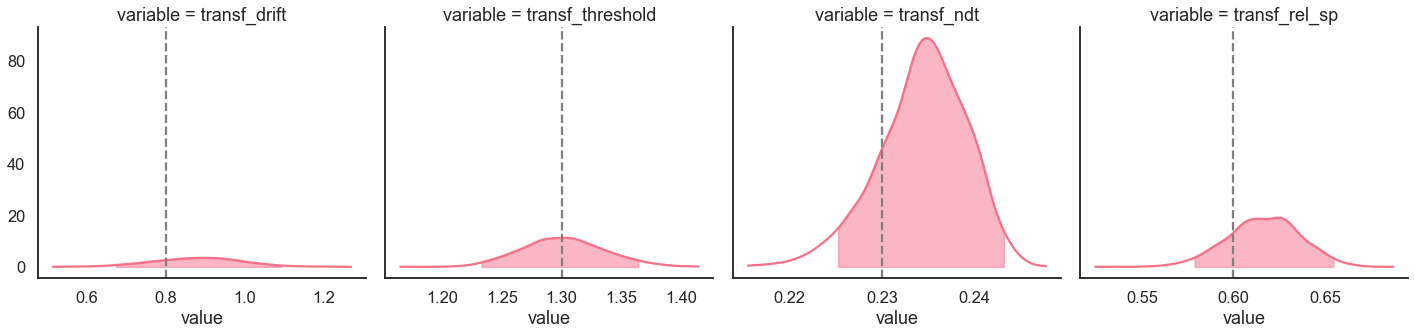 variable = transf_drift
variable = transf_threshold
variable = transf_ndt
variable = transf_rel_sp
80
60
40
20
0
0.6 0.8 1.0 1.2
1.20 1.25 1.30 1.35 1.40
0.22 0.23 0.24
0.55 0.60 0.65
value
value
value
value